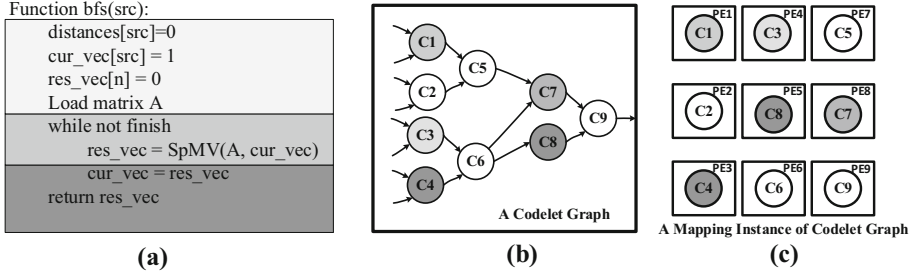 Function bfs(src):
distances[src]=0
cur_vec[src] = 1
res_vec[n] = 0
Load matrix A
while not finish
res_vec = SpMV(A, cur_vec)
cur_vec = res_vec
return res_vec
(a)
C1
C2
C3
C4
C5
C6
C7
C8
C9
A Codelet Graph
(b)
PE1 PE4 PE7
C1 C3 C5
PE2 PE5 PE8
C2 C8 C7
PE3 PE6 PE9
C4 C6 C9
A Mapping Instance of Codelet Graph
(c)